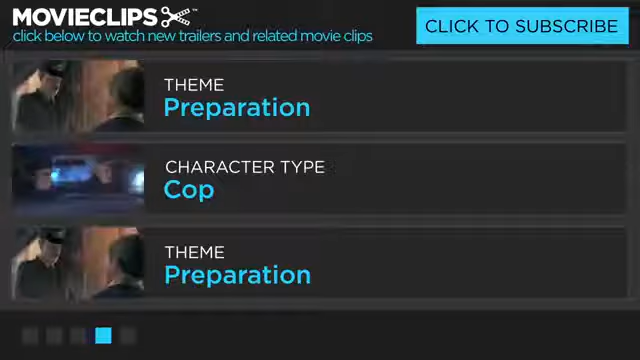 MOVIECLIPS™
click below to watch new trailers and related movie clips
CLICK TO SUBSCRIBE
THEME
Preparation
CHARACTER TYPE
Cop
THEME
Preparation